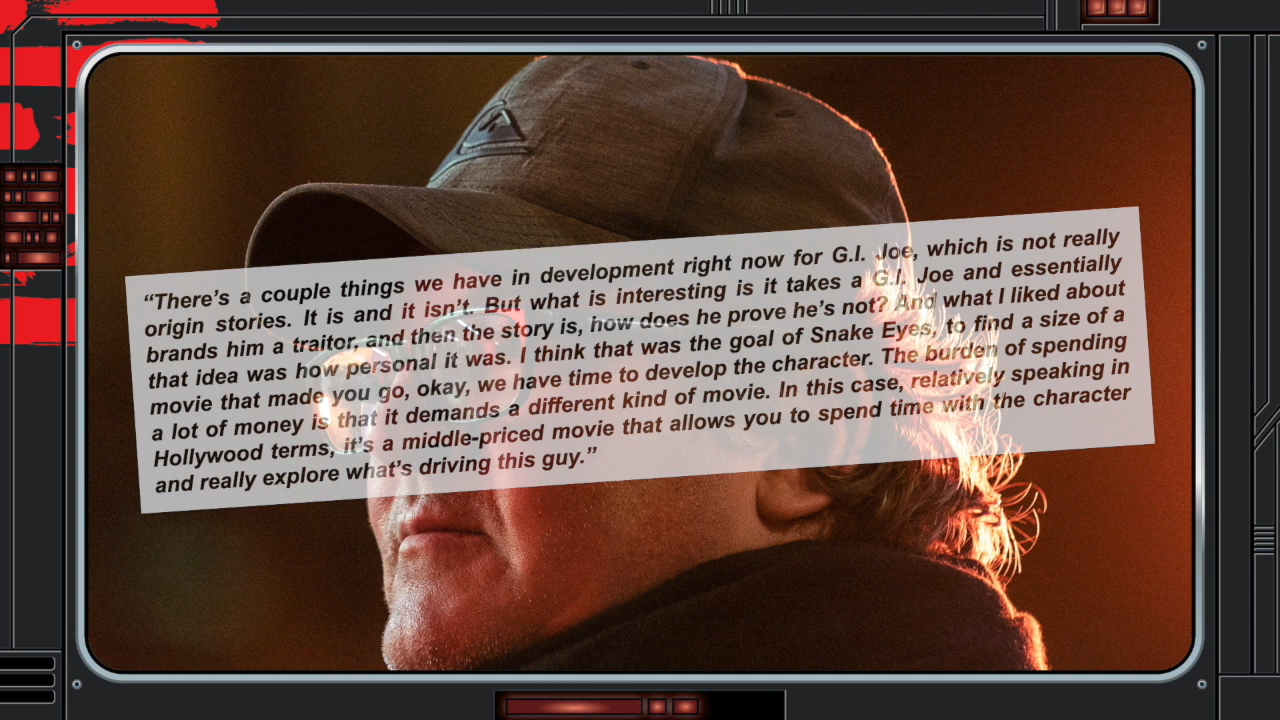 “There’s a couple things we have in development right now for G.I. Joe, which is not really
origin stories. It is and it isn’t. But what is interesting is it takes a G.I. Joe and essentially
brands him a traitor, and then the story is, how does he prove he’s not? And what I liked about
that idea was how personal it was. I think that was the goal of Snake Eyes, to find a size of a
movie that made you go, okay, we have time to develop the character. The burden of spending
a lot of money is that it demands a different kind of movie. In this case, relatively speaking in
Hollywood terms, it’s a middle-priced movie that allows you to spend time with the character
and really explore what’s driving this guy.”